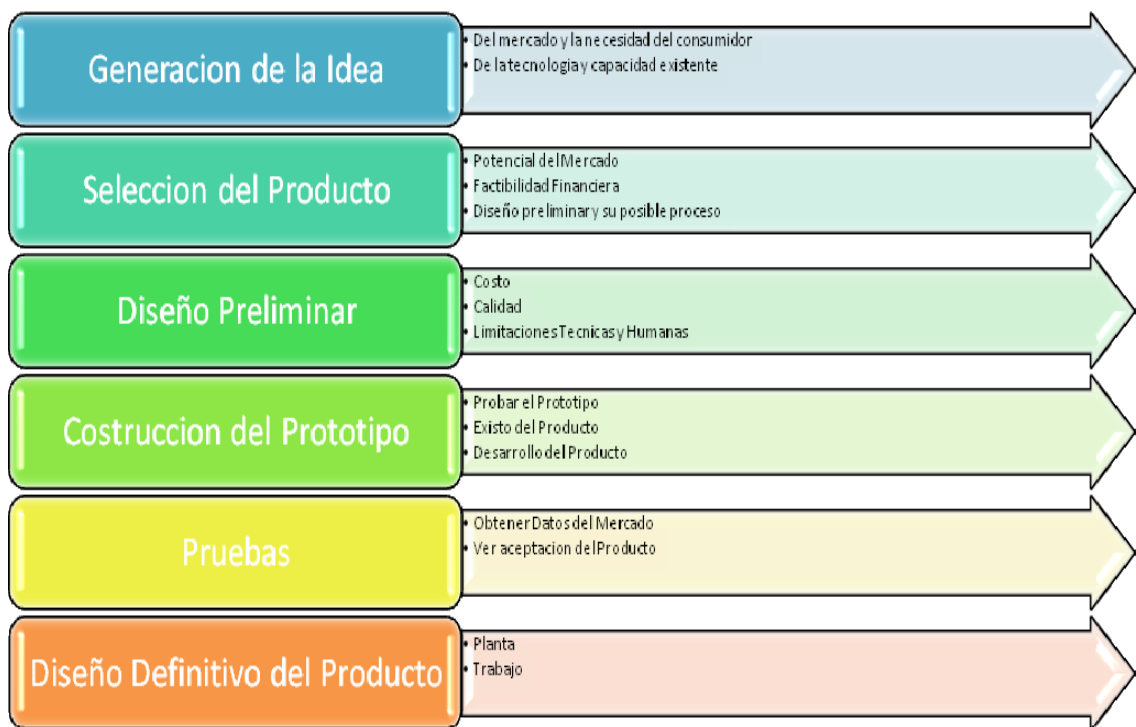 Generacion de la Idea
• Del mercado y la necesidad del consumidor
• De la tecnologia y capacidad existente
Seleccion del Producto
• Potencial del Mercado
• Factibilidad Financiera
• Diseño preliminar y su posible proceso
Diseño Preliminar
• Costo
• Calidad
• Limitaciones Tecnicas y Humanas
Costruccion del Prototipo
• Probar el Prototipo
• Existo del Producto
• Desarrollo del Producto
Pruebas
• Obtener Datos del Mercado
• Ver aceptacion del Producto
Diseño Definitivo del Producto
• Planta
• Trabajo